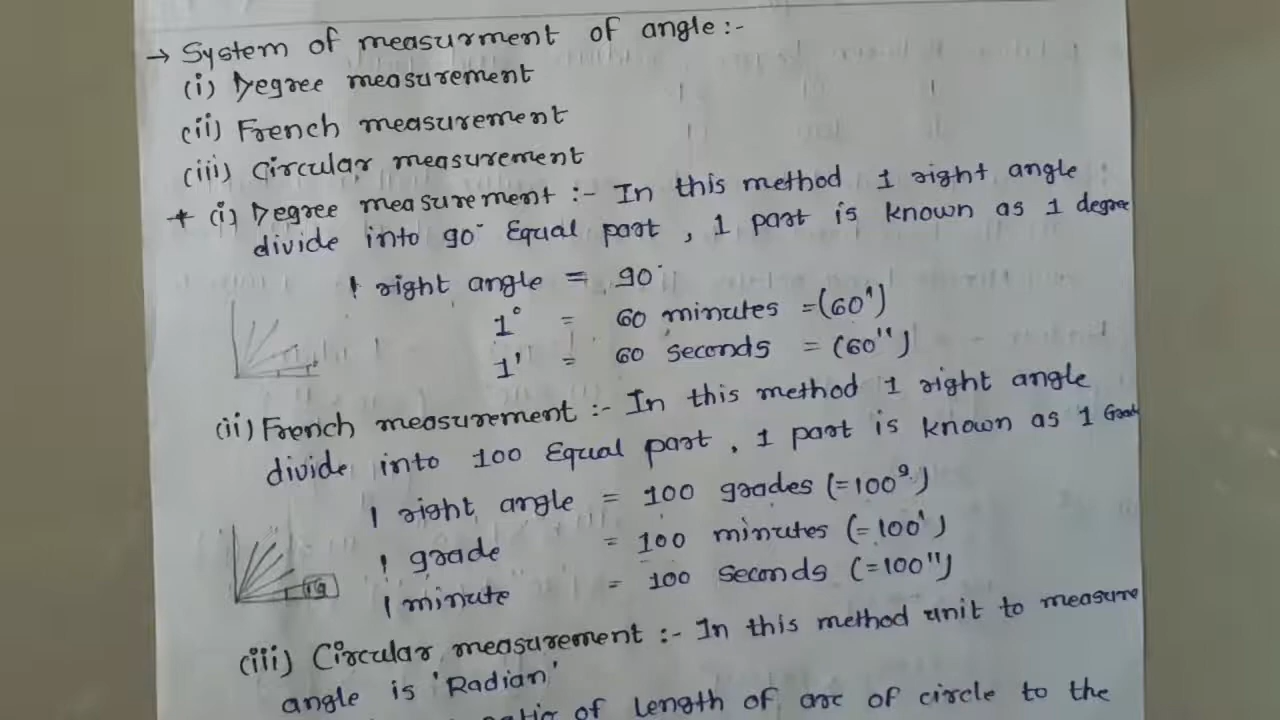 → System of measurment of angle :-
(i) Degree measurement
(ii) French measurement
(iii) Circular measurement
* (i) Degree measurement :- In this method 1 right angle
divide into 90° Equal part , 1 part is known as 1 degree
1 right angle = 90°
1° = 60 minutes = (60')
1' = 60 seconds = (60'')
(ii) French measurement :- In this method 1 right angle
divide into 100 Equal part , 1 part is known as 1
1 right angle = 100 grades (=100g)
1 grade = 100 minutes (=100')
1 minute = 100 seconds (=100'')
(iii) Circular measurement :- In this method unit to measure
angle is 'Radian'
of length of arc of circle to the